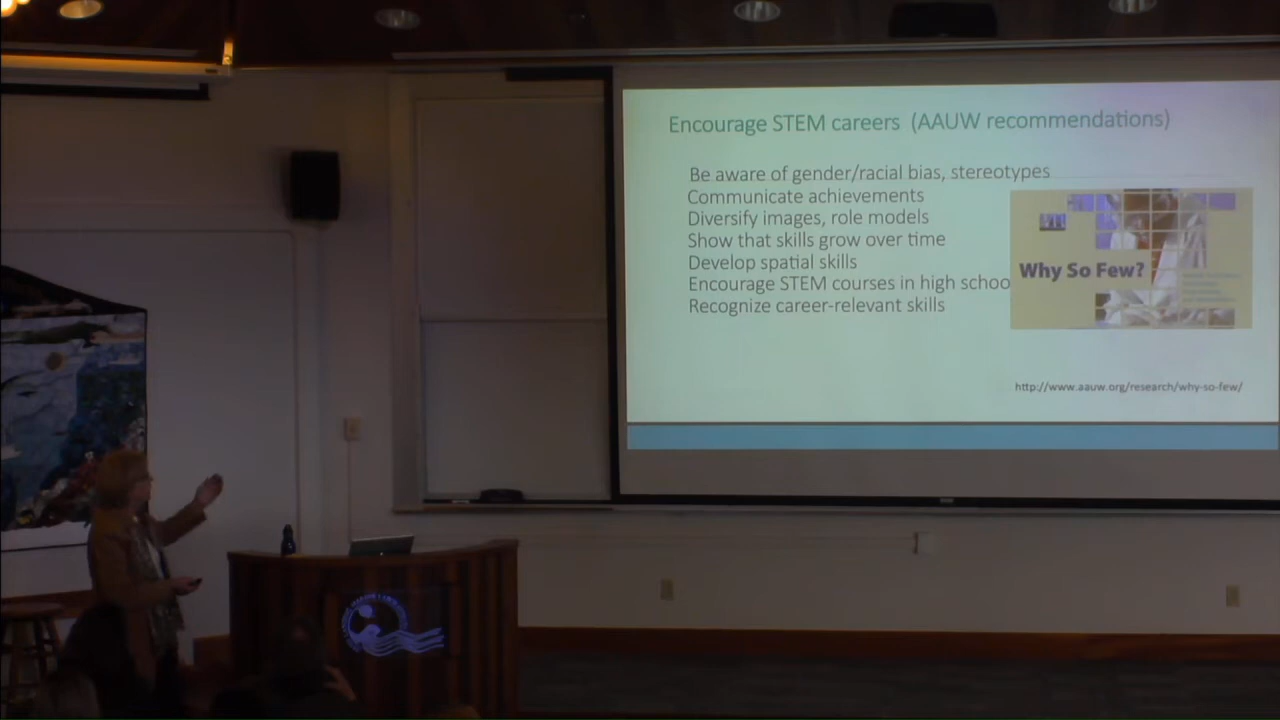 Encourage STEM careers (AAUW recommendations)
Be aware of gender/racial bias, stereotypes
Communicate achievements
Diversify images, role models
Show that skills grow over time
Develop spatial skills
Encourage STEM courses in high schoo
Recognize career-relevant skills
Why So Few?
http://www.aauw.org/research/why-so-few/